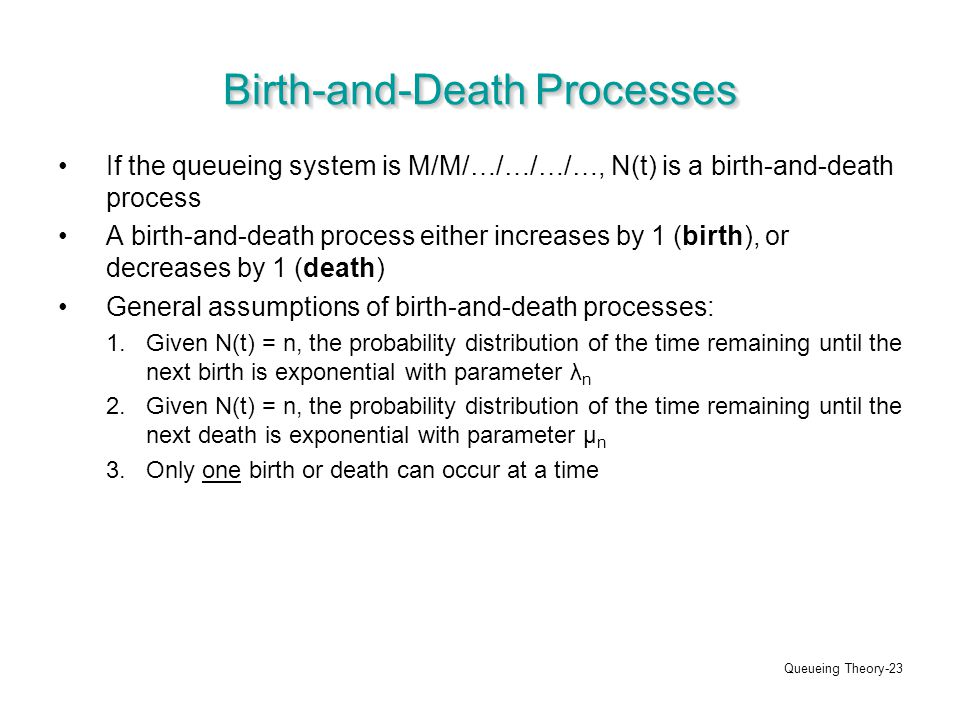 Birth-and-Death Processes
• If the queueing system is M/M/…/…/…/…, N(t) is a birth-and-death
process
• A birth-and-death process either increases by 1 (birth), or
decreases by 1 (death)
• General assumptions of birth-and-death processes:
1. Given N(t) = n, the probability distribution of the time remaining until the
next birth is exponential with parameter λn
2. Given N(t) = n, the probability distribution of the time remaining until the
next death is exponential with parameter μn
3. Only one birth or death can occur at a time
Queueing Theory-23